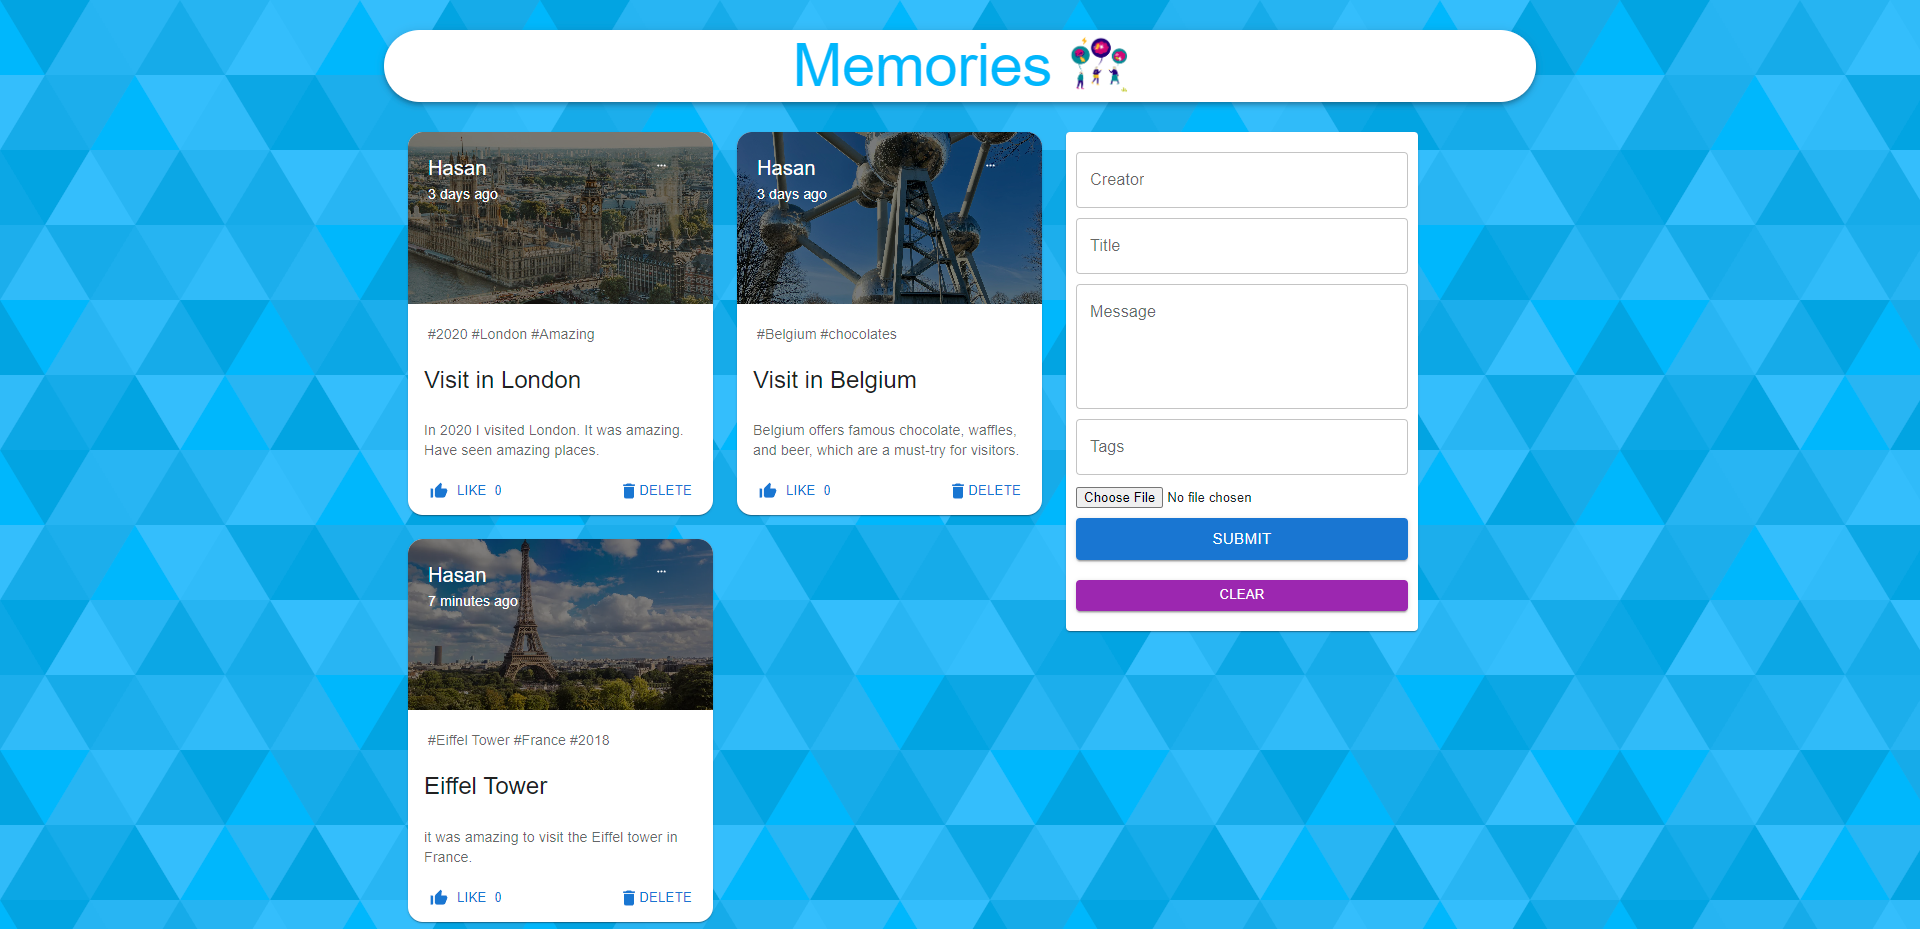 Memories
Hasan
3 days ago
#2020 #London #Amazing
Visit in London
In 2020 I visited London. It was amazing.
Have seen amazing places.
LIKE 0
DELETE
Hasan
3 days ago
#Belgium #chocolates
Visit in Belgium
Belgium offers famous chocolate, waffles,
and beer, which are a must-try for visitors.
LIKE 0
DELETE
Hasan
7 minutes ago
#Eiffel Tower #France #2018
Eiffel Tower
it was amazing to visit the Eiffel tower in
France.
LIKE 0
DELETE
Creator
Title
Message
Tags
Choose File No file chosen
SUBMIT
CLEAR